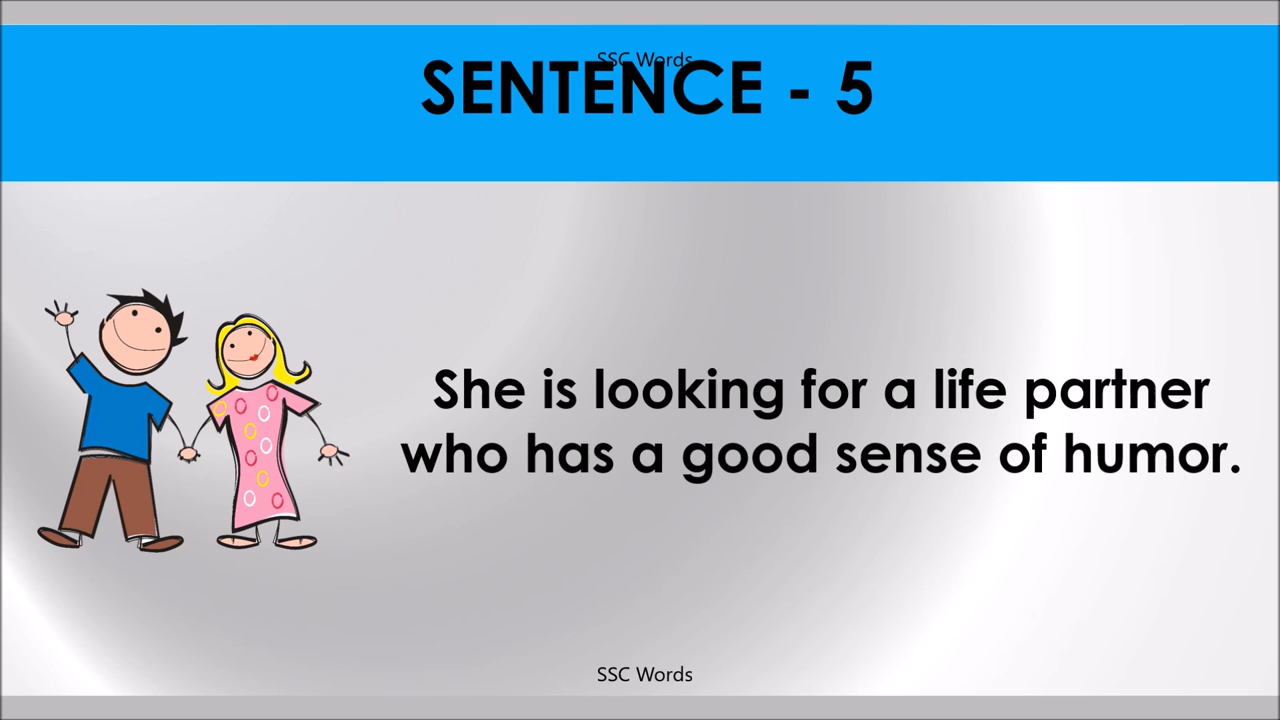 SSC Words
SENTENCE - 5
She is looking for a life partner
who has a good sense of humor.
SSC Words